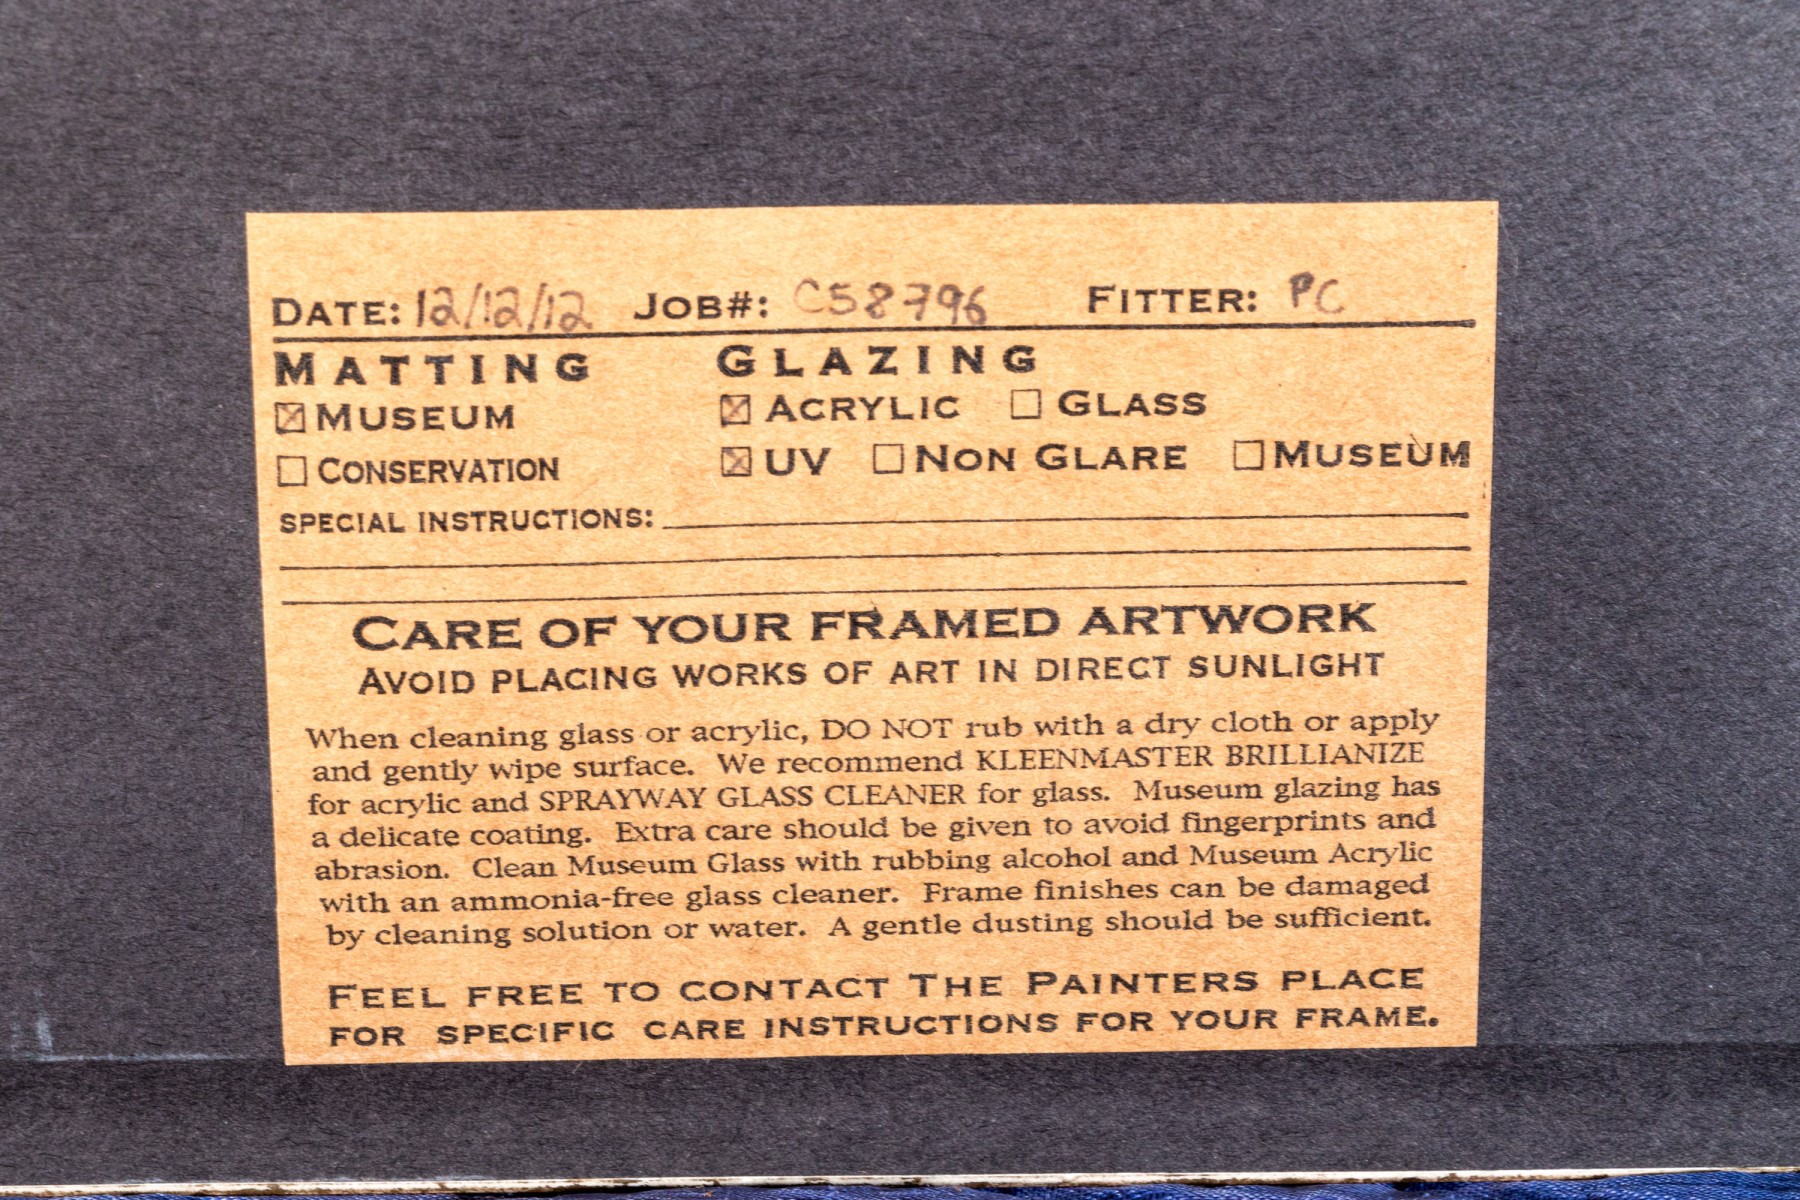 DATE: 12/12/12 JOB#: C58796 FITTER: PC
MATTING GLAZING
☒ MUSEUM ☒ ACRYLIC ☐ GLASS
☐ CONSERVATION ☒ UV ☐ NON GLARE ☐ MUSEUM
SPECIAL INSTRUCTIONS:
CARE OF YOUR FRAMED ARTWORK
AVOID PLACING WORKS OF ART IN DIRECT SUNLIGHT
When cleaning glass or acrylic, DO NOT rub with a dry cloth or apply
and gently wipe surface. We recommend KLEENMASTER BRILLIANIZE
for acrylic and SPRAYWAY GLASS CLEANER for glass. Museum glazing has
a delicate coating. Extra care should be given to avoid fingerprints and
abrasion. Clean Museum Glass with rubbing alcohol and Museum Acrylic
with an ammonia-free glass cleaner. Frame finishes can be damaged
by cleaning solution or water. A gentle dusting should be sufficient.
FEEL FREE TO CONTACT THE PAINTERS PLACE
FOR SPECIFIC CARE INSTRUCTIONS FOR YOUR FRAME.